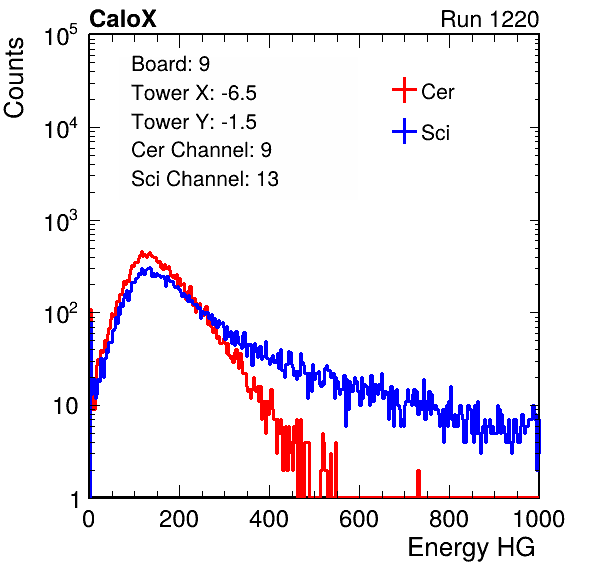 CaloX Run 1220
Counts
Board: 9
Tower X: -6.5
Tower Y: -1.5
Cer Channel: 9
Sci Channel: 13
Cer
Sci
10^5
10^4
10^3
10^2
10
1
0 200 400 600 800 1000
Energy HG